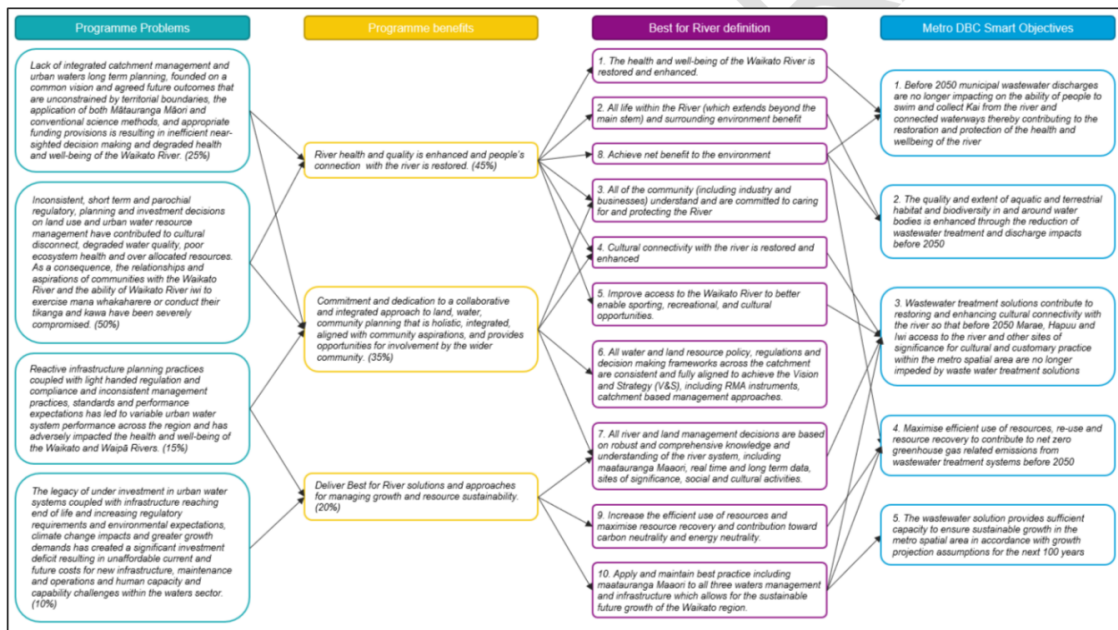 Programme Problems
Lack of integrated catchment management and
urban waters long term planning, founded on a
common vision and agreed future outcomes
that are unconstrained by territorial boundaries, the
application of both Mātauranga Māori and
conventional science methods, and appropriate
funding provisions is resulting in inefficient near-
sighted decision making and degraded health
and well-being of the Waikato River. (25%)
Inconsistent, short term and parochial
regulatory, planning and investment decisions
on land use and urban water resource
management have contributed to cultural
disconnect, degraded water quality, poor
ecosystem health and over allocated resources.
As a consequence, the relationships and
aspirations of communities with the Waikato
River and the ability of Waikato River iwi to
exercise mana whakaharere or conduct their
tikanga and kawa have been severely
compromised. (50%)
Reactive infrastructure planning practices
coupled with light handed regulation and
compliance and inconsistent management
practices, standards and performance
expectations has led to variable urban water
system performance across the region and has
adversely impacted the health and well-being of
the Waikato and Waipā Rivers. (15%)
The legacy of under investment in urban water
systems coupled with infrastructure reaching
end of life and increasing regulatory
requirements and environmental expectations,
climate change impacts and greater growth
demands has created a significant investment
deficit resulting in unaffordable current and
future costs for new infrastructure, maintenance
and operations and human capacity and
capability challenges within the waters sector.
(10%)
Programme benefits
River health and quality is enhanced and people's
connection with the river is restored. (45%)
Commitment and dedication to a collaborative
and integrated approach to land, water,
community planning that is holistic, integrated,
aligned with community aspirations, and provides
opportunities for involvement by the wider
community. (35%)
Deliver Best for River solutions and approaches
for managing growth and resource sustainability.
(20%)
Best for River definition
1. The health and well-being of the Waikato River is
restored and enhanced.
2. All life within the River (which extends beyond the
main stem) and surrounding environment benefit
8. Achieve net benefit to the environment
3. All of the community (including industry and
businesses) understand and are committed to caring
for and protecting the River
4. Cultural connectivity with the river is restored and
enhanced
5. Improve access to the Waikato River to better
enable sporting, recreational, and cultural
opportunities.
6. All water and land resource policy, regulations and
decision making frameworks across the catchment
are consistent and fully aligned to achieve the Vision
and Strategy (V&S), including RMA instruments,
catchment based management approaches.
7. All river and land management decisions are based
on robust and comprehensive knowledge and
understanding of the river system, including
maatauranga Maaori, real time and long term data,
sites of significance, social and cultural activities.
9. Increase the efficient use of resources and
maximise resource recovery and contribution toward
carbon neutrality and energy neutrality.
10. Apply and maintain best practice including
maatauranga Maaori to all three waters management
and infrastructure which allows for the sustainable
future growth of the Waikato region.
Metro DBC Smart Objectives
1. Before 2050 municipal wastewater discharges
are no longer impacting on the ability of people to
swim and collect Kai from the river and
connected waterways thereby contributing to the
restoration and protection of the health and
wellbeing of the river
2. The quality and extent of aquatic and terrestrial
habitat and biodiversity in and around water
bodies is enhanced through the reduction of
wastewater treatment and discharge impacts
before 2050
3. Wastewater treatment solutions contribute to
restoring and enhancing cultural connectivity with
the river so that before 2050 Marae, Hapuu and
Iwi access to the river and other sites of
significance for cultural and customary practice
within the metro spatial area are no longer
impeded by waste water treatment solutions
4. Maximise efficient use of resources, re-use and
resource recovery to contribute to net zero
greenhouse gas related emissions from
wastewater treatment systems before 2050
5. The wastewater solution provides sufficient
capacity to ensure sustainable growth in the
metro spatial area in accordance with growth
projection assumptions for the next 100 years